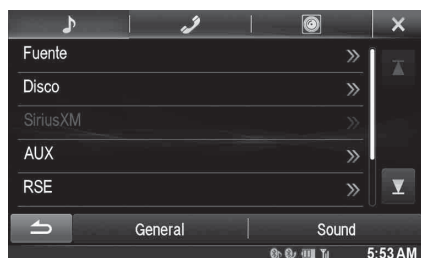 Fuente
Disco
SiriusXM
AUX
RSE
General Sound
5:53 AM